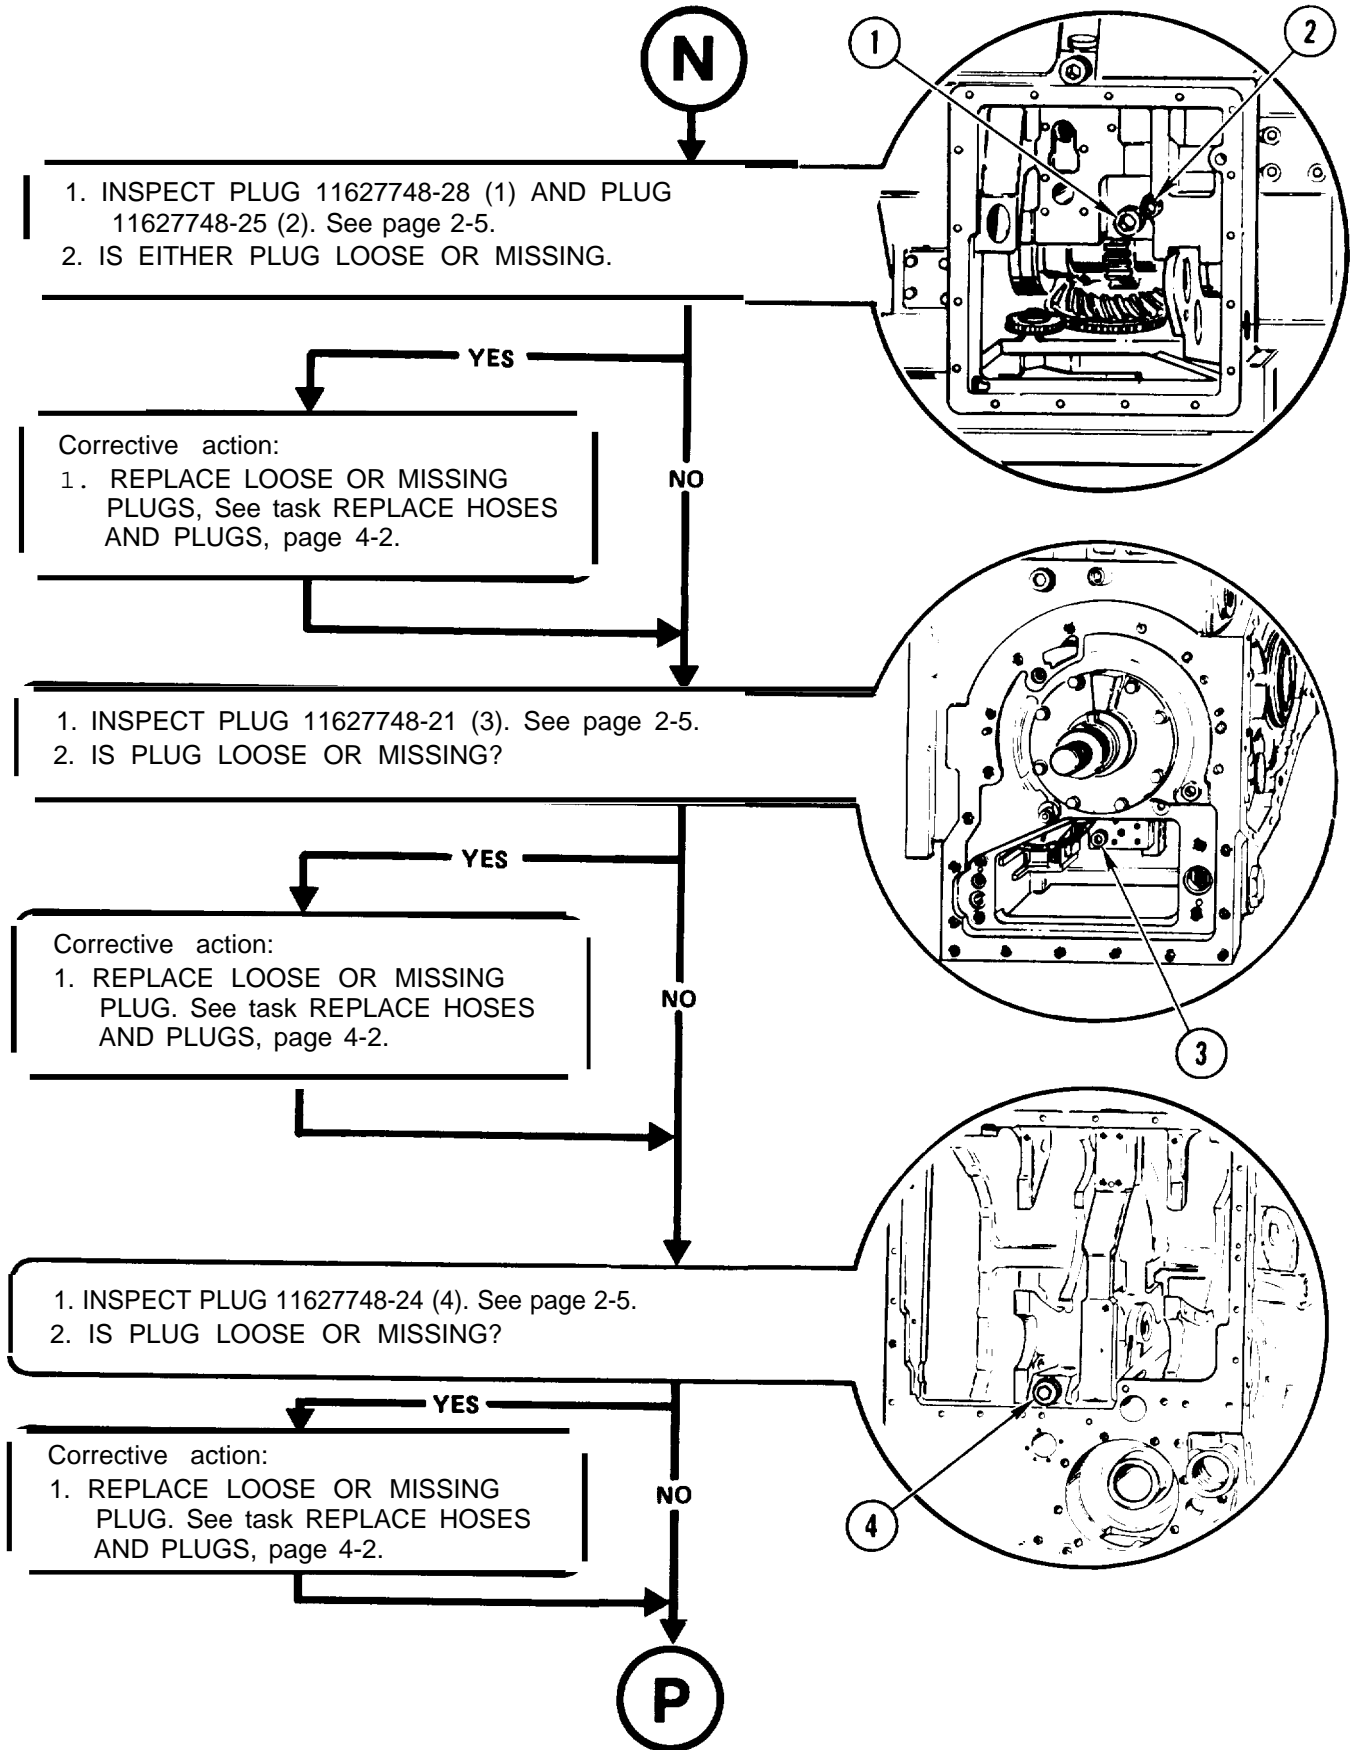 N
1
2
1. INSPECT PLUG 11627748-28 (1) AND PLUG
11627748-25 (2). See page 2-5.
2. IS EITHER PLUG LOOSE OR MISSING.
YES
Corrective action:
1. REPLACE LOOSE OR MISSING
PLUGS, See task REPLACE HOSES
AND PLUGS, page 4-2.
NO
1. INSPECT PLUG 11627748-21 (3). See page 2-5.
2. IS PLUG LOOSE OR MISSING?
YES
Corrective action:
1. REPLACE LOOSE OR MISSING
PLUG. See task REPLACE HOSES
AND PLUGS, page 4-2.
NO
3
1. INSPECT PLUG 11627748-24 (4). See page 2-5.
2. IS PLUG LOOSE OR MISSING?
YES
Corrective action:
1. REPLACE LOOSE OR MISSING
PLUG. See task REPLACE HOSES
AND PLUGS, page 4-2.
NO
4
P